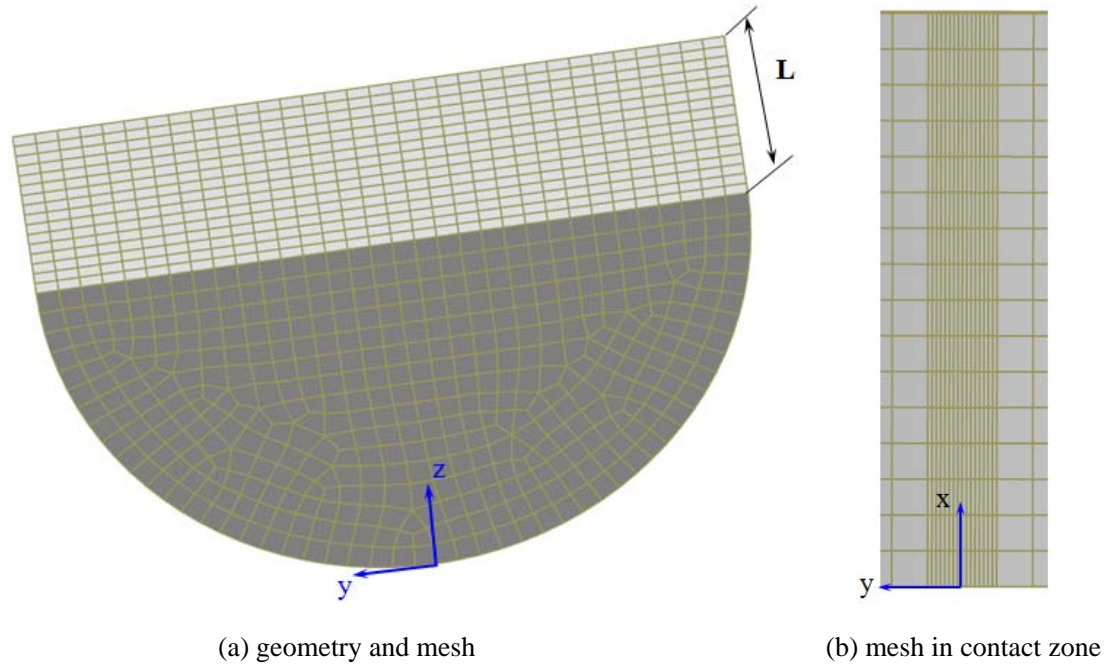 L
z
y
x
y
(a) geometry and mesh
(b) mesh in contact zone